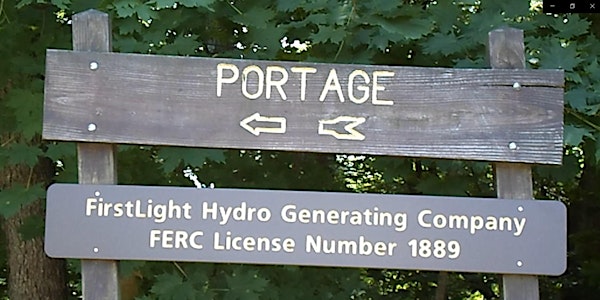 PORTAGE
FirstLight Hydro Generating Company
FERC License Number 1889